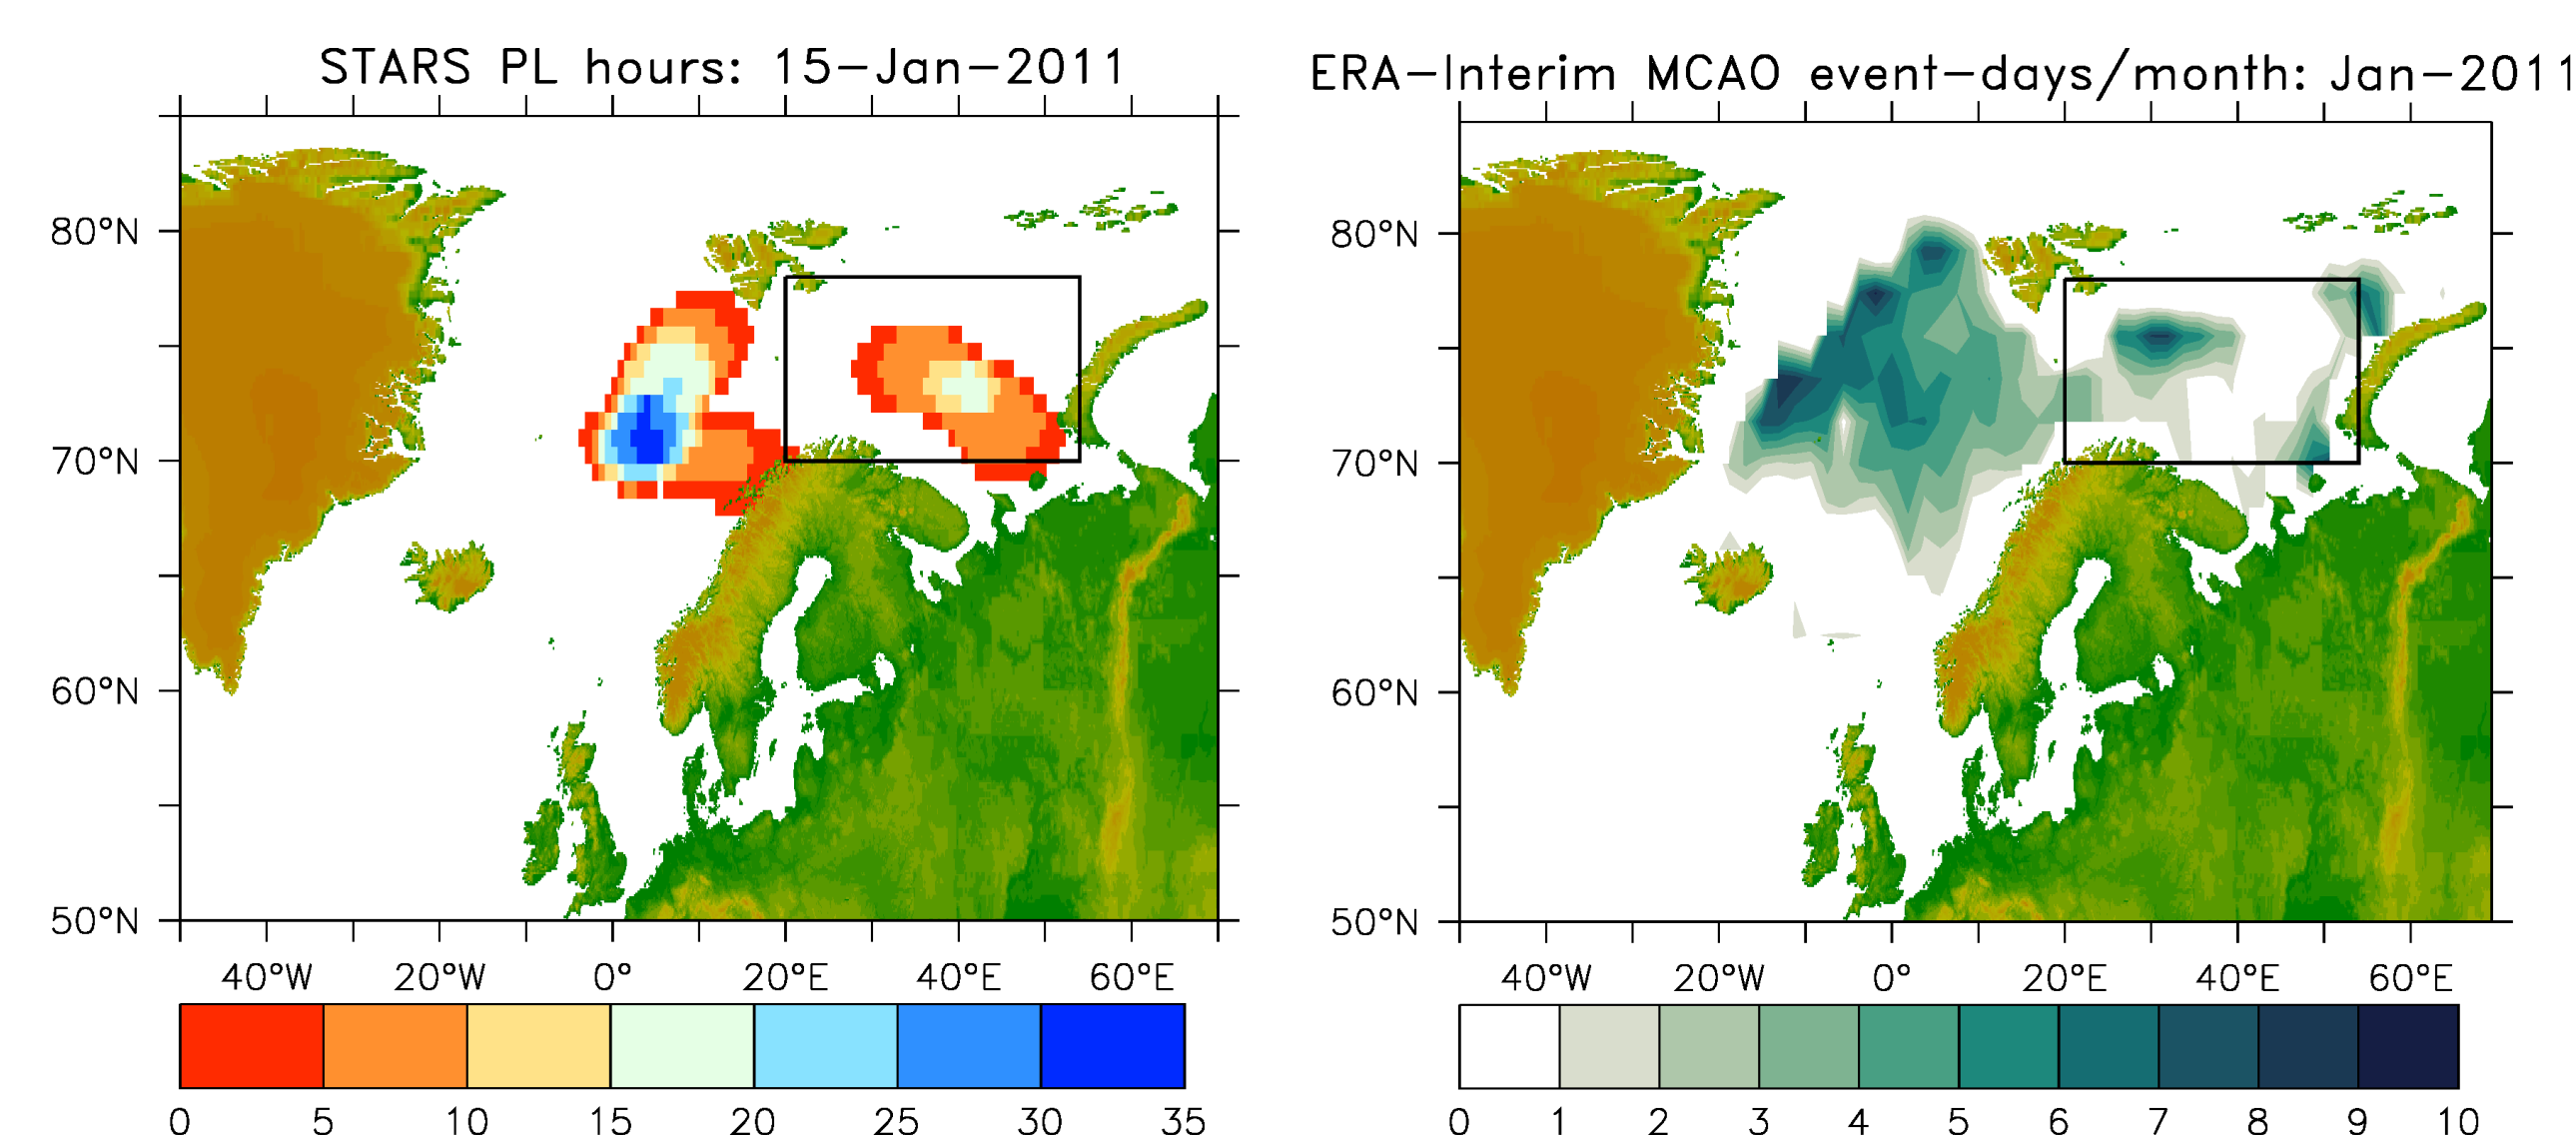 STARS PL hours: 15-Jan-2011
80°N
70°N
60°N
50°N
40°W 20°W 0° 20°E 40°E 60°E
0 5 10 15 20 25 30 35
ERA-Interim MCAO event-days/month: Jan-2011
80°N
70°N
60°N
50°N
40°W 20°W 0° 20°E 40°E 60°E
0 1 2 3 4 5 6 7 8 9 10